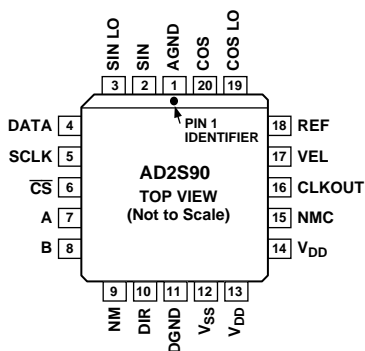 SIN LO
SIN
AGND
COS
COS LO
3 2 1 20 19
PIN 1
IDENTIFIER
DATA 4
SCLK 5
CS 6
A 7
B 8
AD2S90
TOP VIEW
(Not to Scale)
18 REF
17 VEL
16 CLKOUT
15 NMC
14 VDD
9 10 11 12 13
NM
DIR
DGND
VSS
VDD